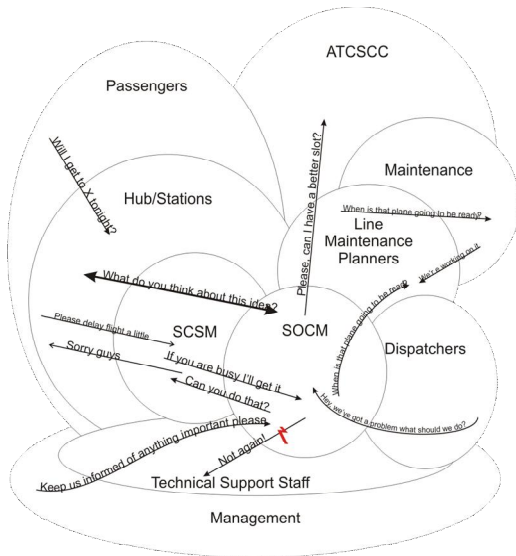 ATCSCC
Passengers
Will I get to X tonight?
Please, can I have a better slot?
Maintenance
Hub/Stations
When is that plane going to be ready?
Line
Maintenance
Planners
We're working on it
What do you think about this idea?
When is that plane going to be ready?
Please delay flight a little
SCSM
SOCM
Dispatchers
Sorry guys
If you are busy I'll get it
Can you do that?
Hey, we've got a problem what should we do?
Keep us informed of anything important please
Not again!
Technical Support Staff
Management